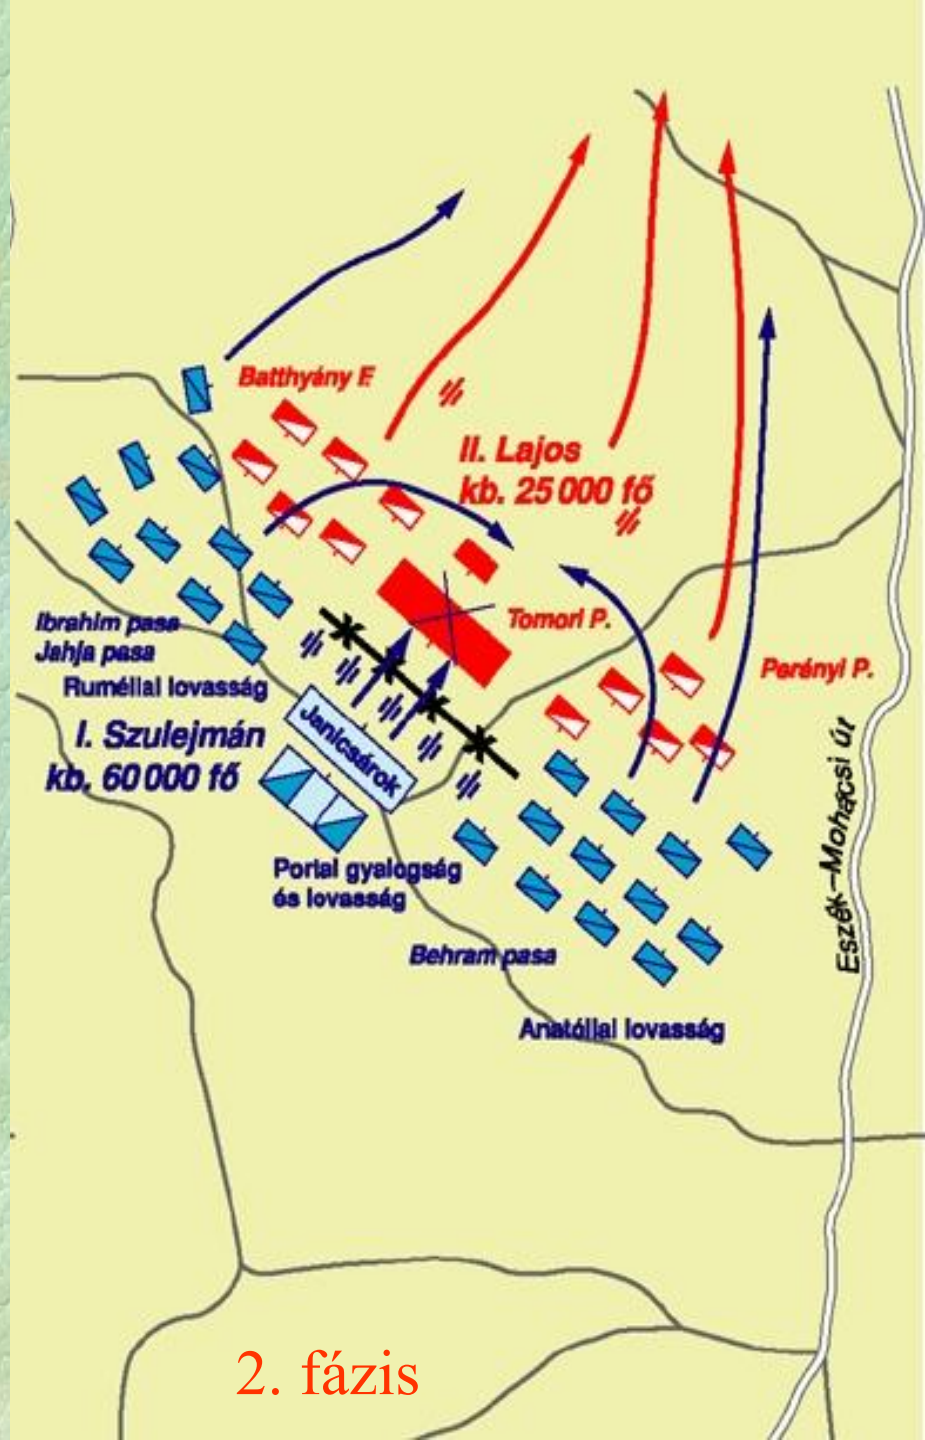 Batthyány F.
II. Lajos
kb. 25 000 fő
Tomori P.
Perényi P.
Ibrahim pasa
Jahja pasa
Ruméliai lovasság
I. Szulejmán
kb. 60 000 fő
Janicsárok
Portai gyalogság
és lovasság
Behram pasa
Anatóliai lovasság
Eszék–Mohácsi út
2. fázis